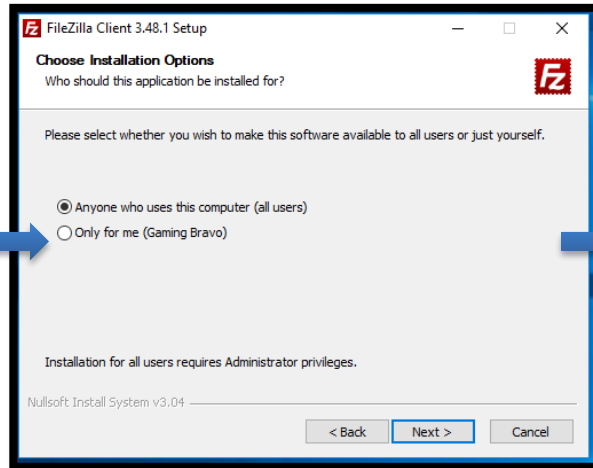 FileZilla Client 3.48.1 Setup
Choose Installation Options
Who should this application be installed for?
Fz
Please select whether you wish to make this software available to all users or just yourself.
Anyone who uses this computer (all users)
Only for me (Gaming Bravo)
Installation for all users requires Administrator privileges.
Nullsoft Install System v3.04
< Back Next > Cancel